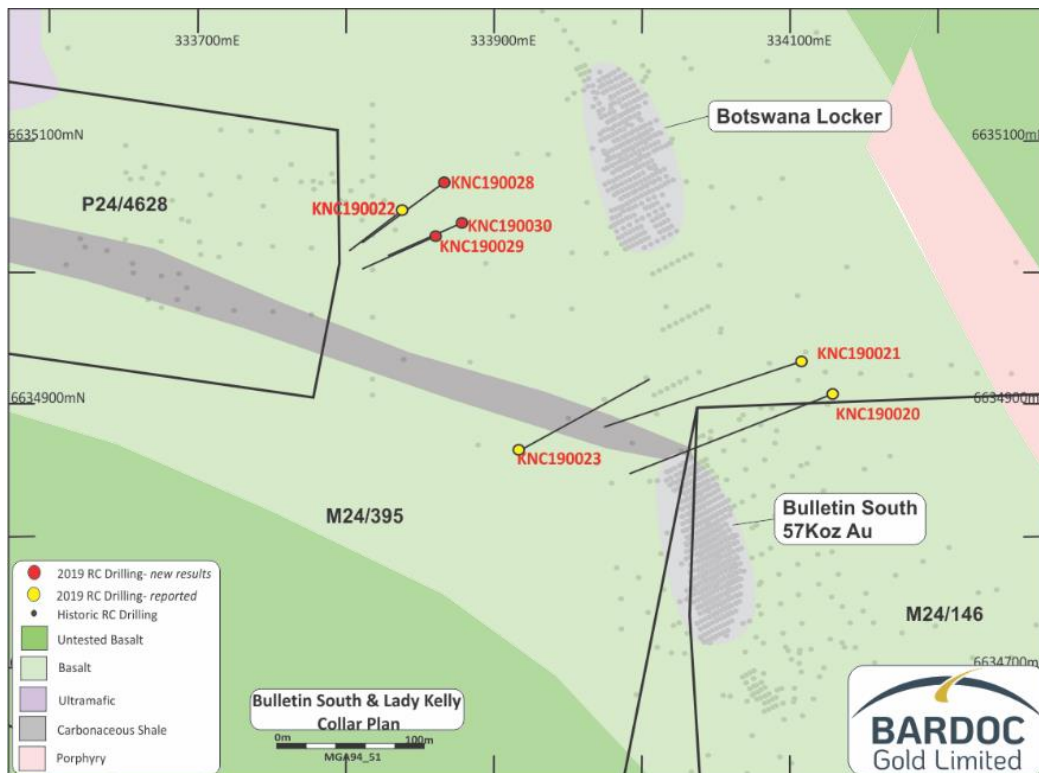 333700mE
333900mE
334100mE
Botswana Locker
6635100mN
6635100mN
KNC190028
P24/4628
KNC190022
KNC190030
KNC190029
KNC190021
6634900mN
6634900mN
KNC190020
KNC190023
Bulletin South
57Koz Au
M24/395
2019 RC Drilling- new results
2019 RC Drilling- reported
Historic RC Drilling
M24/146
Untested Basalt
Basalt
6634700mN
Ultramafic
Bulletin South & Lady Kelly
Collar Plan
Carbonaceous Shale
0m
100m
MGA94_51
Porphyry
BARDOC
Gold Limited